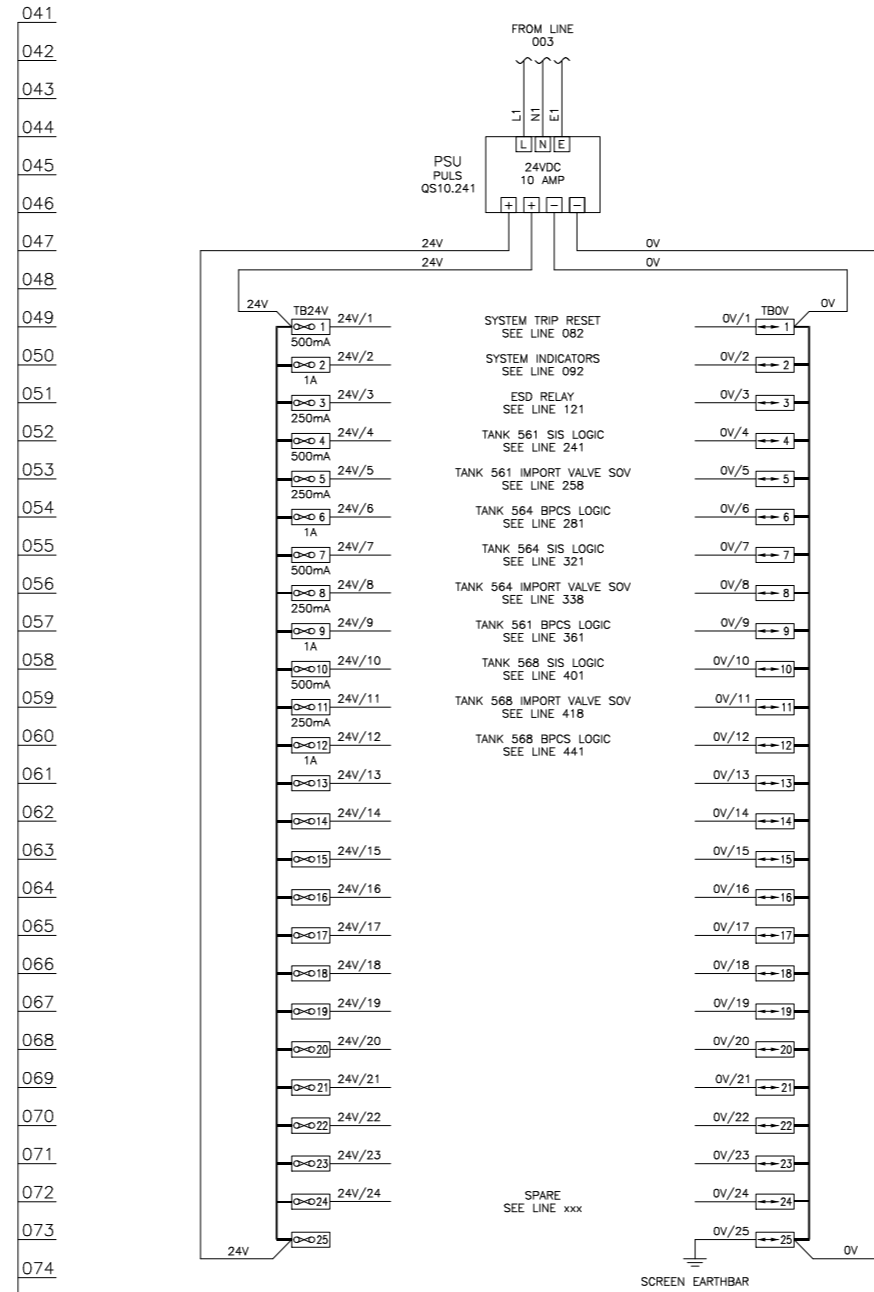 041
FROM LINE
003
042
043
L1 N1 E1
044
L N E
PSU
PULS
QS10.241
24VDC
10 AMP
045
046
+ + − −
047
24V 0V
24V 0V
048
24V TB24V TB0V 0V
049
1 24V/1 SYSTEM TRIP RESET 0V/1 1
500mA SEE LINE 082
050
2 24V/2 SYSTEM INDICATORS 0V/2 2
1A SEE LINE 092
051
3 24V/3 ESD RELAY 0V/3 3
250mA SEE LINE 121
052
4 24V/4 TANK 561 SIS LOGIC 0V/4 4
500mA SEE LINE 241
053
5 24V/5 TANK 561 IMPORT VALVE SOV 0V/5 5
250mA SEE LINE 258
054
6 24V/6 TANK 564 BPCS LOGIC 0V/6 6
1A SEE LINE 281
055
7 24V/7 TANK 564 SIS LOGIC 0V/7 7
500mA SEE LINE 321
056
8 24V/8 TANK 564 IMPORT VALVE SOV 0V/8 8
250mA SEE LINE 338
057
9 24V/9 TANK 561 BPCS LOGIC 0V/9 9
1A SEE LINE 361
058
10 24V/10 TANK 568 SIS LOGIC 0V/10 10
500mA SEE LINE 401
059
11 24V/11 TANK 568 IMPORT VALVE SOV 0V/11 11
250mA SEE LINE 418
060
12 24V/12 TANK 568 BPCS LOGIC 0V/12 12
1A SEE LINE 441
061
13 24V/13 0V/13 13
062
14 24V/14 0V/14 14
063
15 24V/15 0V/15 15
064
16 24V/16 0V/16 16
065
17 24V/17 0V/17 17
066
18 24V/18 0V/18 18
067
19 24V/19 0V/19 19
068
20 24V/20 0V/20 20
069
21 24V/21 0V/21 21
070
22 24V/22 0V/22 22
071
23 24V/23 0V/23 23
072
24 24V/24 SPARE 0V/24 24
SEE LINE xxx
073
25 0V/25 25
24V 0V
074
SCREEN EARTHBAR